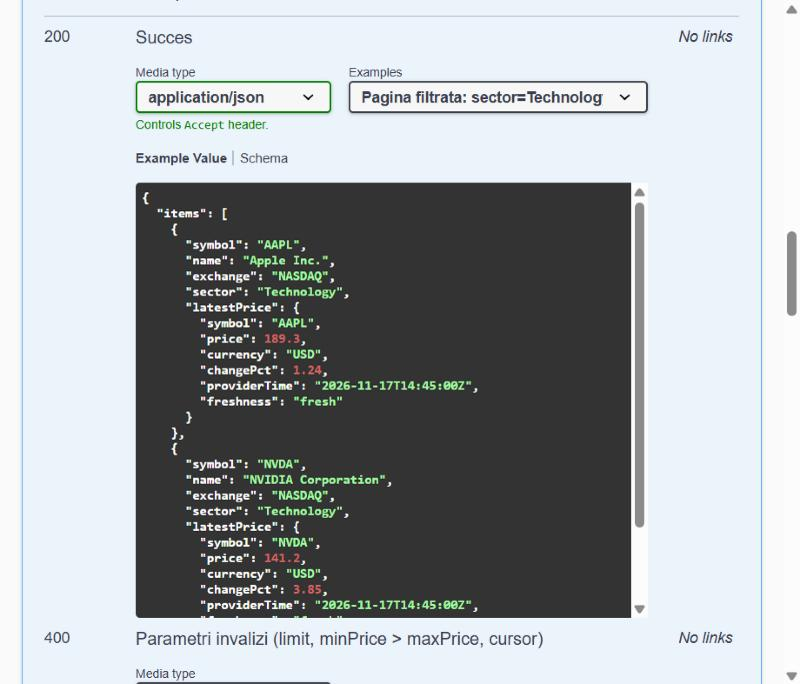 200 Succes No links
Media type Examples
application/json Pagina filtrata: sector=Technolog
Controls Accept header.
Example Value | Schema
{
  "items": [
    {
      "symbol": "AAPL",
      "name": "Apple Inc.",
      "exchange": "NASDAQ",
      "sector": "Technology",
      "latestPrice": {
        "symbol": "AAPL",
        "price": 189.3,
        "currency": "USD",
        "changePct": 1.24,
        "providerTime": "2026-11-17T14:45:00Z",
        "freshness": "fresh"
      }
    },
    {
      "symbol": "NVDA",
      "name": "NVIDIA Corporation",
      "exchange": "NASDAQ",
      "sector": "Technology",
      "latestPrice": {
        "symbol": "NVDA",
        "price": 141.2,
        "currency": "USD",
        "changePct": 3.85,
        "providerTime": "2026-11-17T14:45:00Z",
400 Parametri invalizi (limit, minPrice > maxPrice, cursor) No links
Media type